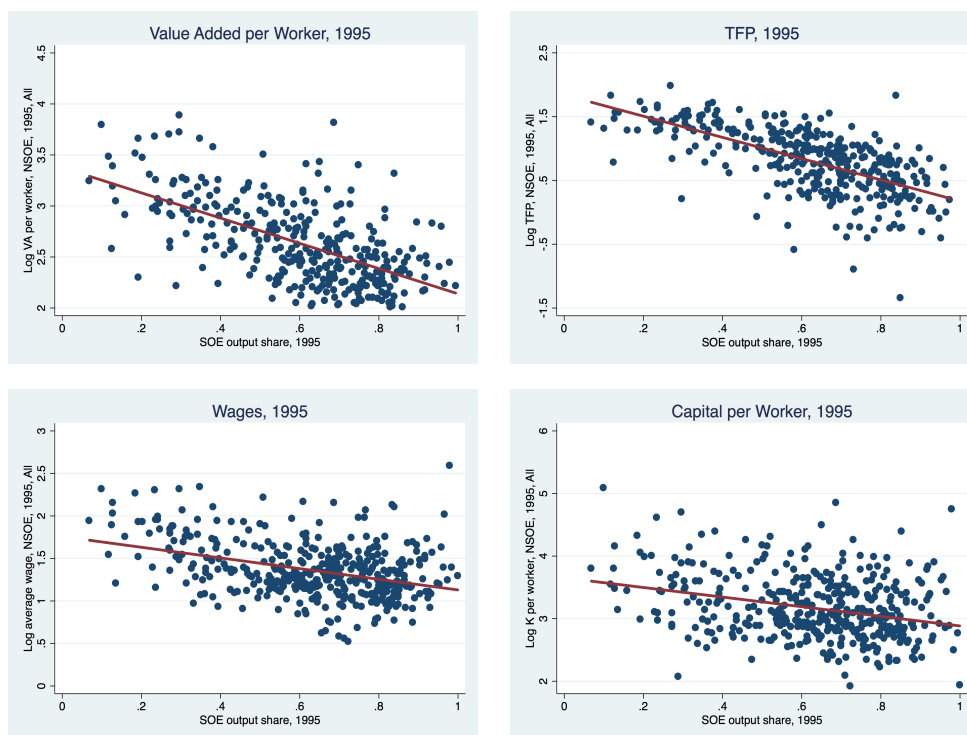 Value Added per Worker, 1995
Log VA per worker, NSOE, 1995, All
4.5
4
3.5
3
2.5
2
0 .2 .4 .6 .8 1
SOE output share, 1995
TFP, 1995
Log TFP, NSOE, 1995, All
2.5
1.5
.5
-.5
-1.5
0 .2 .4 .6 .8 1
SOE output share, 1995
Wages, 1995
Log average wage, NSOE, 1995, All
3
2.5
2
1.5
1
.5
0
0 .2 .4 .6 .8 1
SOE output share, 1995
Capital per Worker, 1995
Log K per worker, NSOE, 1995, All
6
5
4
3
2
0 .2 .4 .6 .8 1
SOE output share, 1995